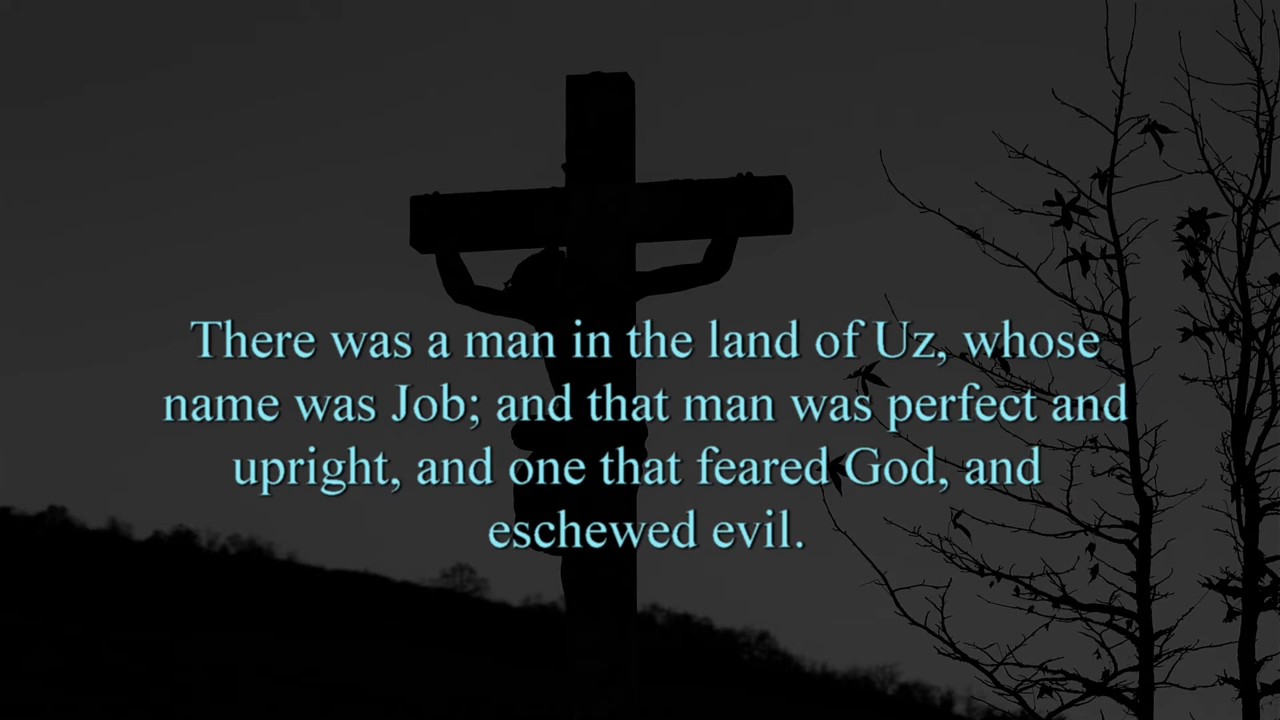 There was a man in the land of Uz, whose
name was Job; and that man was perfect and
upright, and one that feared God, and
eschewed evil.